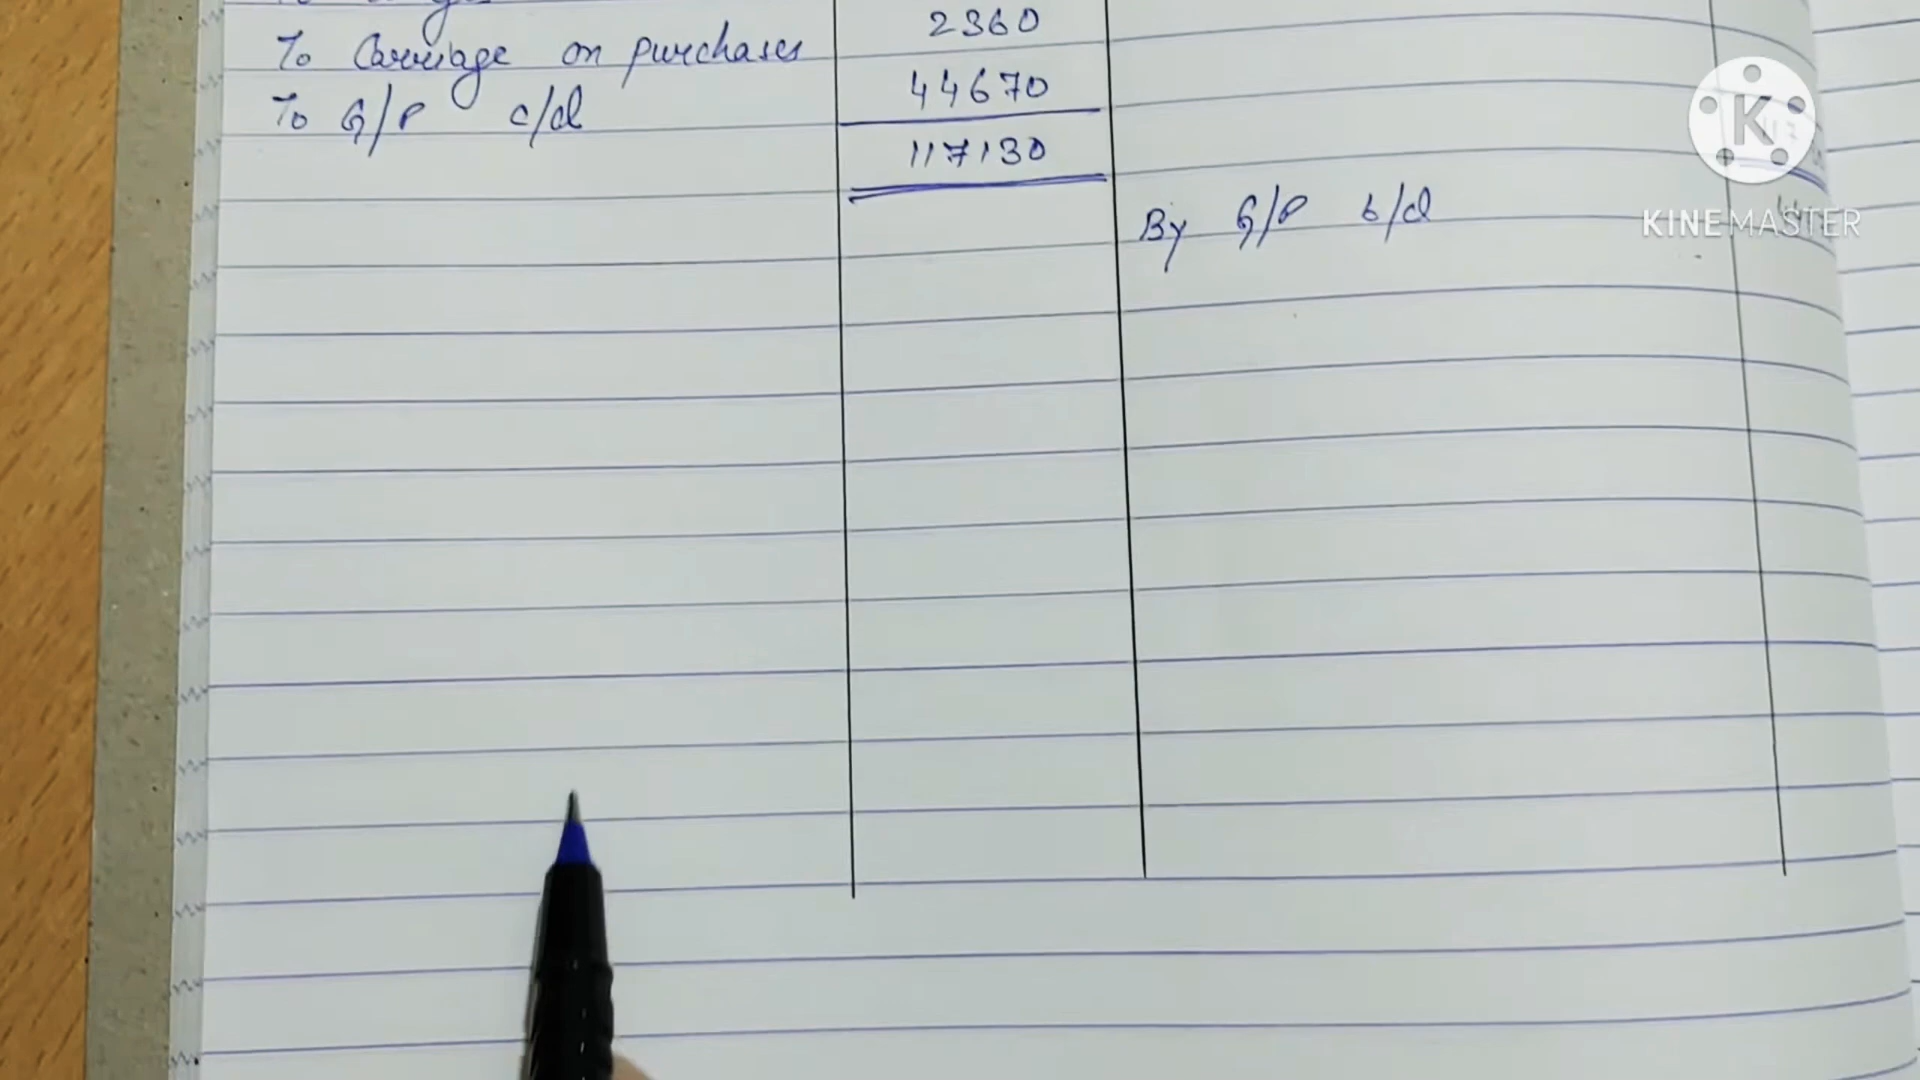 2360
To Carriage on purchases
44670
To G/P c/d
117130
By G/P b/d
K
KINEMASTER